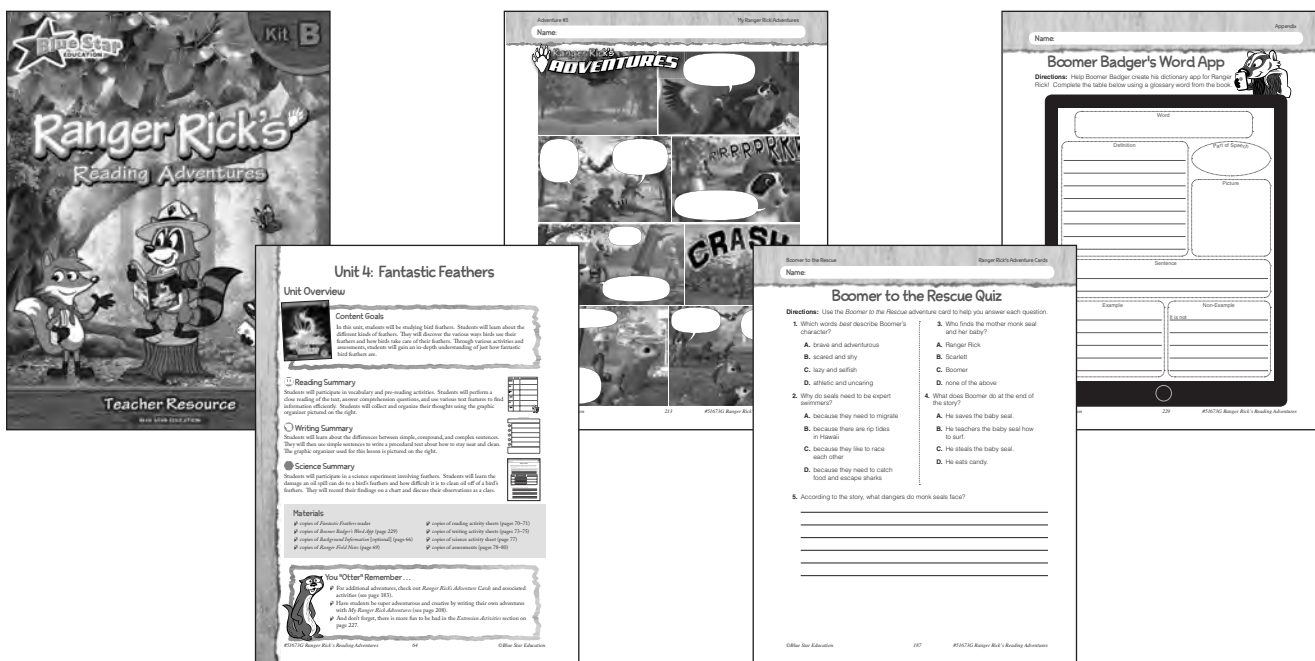 Blue Star
EDUCATION
Kit B
Ranger Rick's
Reading Adventures
Teacher Resource
BLUE STAR EDUCATION
Unit 4: Fantastic Feathers
Unit Overview
Content Goals
In this unit, students will be studying bird feathers. Students will learn about the
different kinds of feathers. They will discover the various ways birds use their
feathers and how birds take care of their feathers. Through various activities and
assessments, students will gain an in-depth understanding of just how fantastic
bird feathers are.
Reading Summary
Students will participate in vocabulary and pre-reading activities. Students will perform a
close reading of the text, answer comprehension questions, and use various text features to find
information efficiently. Students will collect and organize their thoughts using the graphic
organizer pictured on the right.
Writing Summary
Students will learn about the differences between simple, compound, and complex sentences.
They will then use simple sentences to write a procedural text about how to stay neat and clean.
The graphic organizer used for this lesson is pictured on the right.
Science Summary
Students will participate in a science experiment involving feathers. Students will learn the
damage an oil spill can do to a bird's feathers and how difficult it is to clean oil off of a bird's
feathers. They will record their findings on a chart and discuss their observations as a class.
Materials
copies of Fantastic Feathers reader
copies of Boomer Badger's Word App (page 229)
copies of Background Information (optional) (page 66)
copies of Ranger Field Notes (page 69)
copies of reading activity sheets (pages 70–71)
copies of writing activity sheets (pages 73–75)
copies of science activity sheet (page 77)
copies of assessments (pages 78–80)
You "Otter" Remember...
For additional adventures, check out Ranger Rick's Adventure Cards and associated
activities (see page 183).
Have students be super adventurous and creative by writing their own adventures
with My Ranger Rick Adventures (see page 208).
And don't forget, there is more fun to be had in the Extension Activities section on
page 227.
#51673G Ranger Rick's Reading Adventures 64 ©Blue Star Education
Adventure #3 My Ranger Rick Adventures
Name:
Ranger Rick's
ADVENTURES
RRRRPRK
CRASH
213 #51673G Ranger Rick
Boomer to the Rescue Ranger Rick's Adventure Cards
Name:
Boomer to the Rescue Quiz
Directions: Use the Boomer to the Rescue adventure card to help you answer each question.
1. Which words best describe Boomer's
character?
A. brave and adventurous
B. scared and shy
C. lazy and selfish
D. athletic and uncaring
2. Why do seals need to be expert
swimmers?
A. because they need to migrate
B. because there are rip tides
in Hawaii
C. because they like to race
each other
D. because they need to catch
food and escape sharks
3. Who finds the mother monk seal
and her baby?
A. Ranger Rick
B. Scarlett
C. Boomer
D. none of the above
4. What does Boomer do at the end of
the story?
A. He saves the baby seal.
B. He teachers the baby seal how
to surf.
C. He steals the baby seal.
D. He eats candy.
5. According to the story, what dangers do monk seals face?
©Blue Star Education 187 #51673G Ranger Rick's Reading Adventures
Appendix
Name:
Boomer Badger's Word App
Directions: Help Boomer Badger create his dictionary app for Ranger
Rick! Complete the table below using a glossary word from the book.
Word
Definition
Part of Speech
Picture
Sentence
Example
Non-Example
It is not
229 #51673G Ranger Rick's Reading Adventures